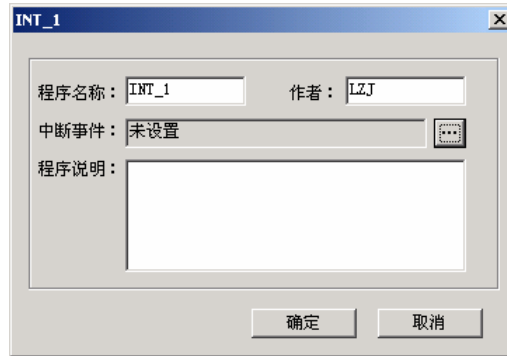 INT_1
程序名称： INT_1 作者： LZJ
中断事件： 未设置
程序说明：
确定 取消